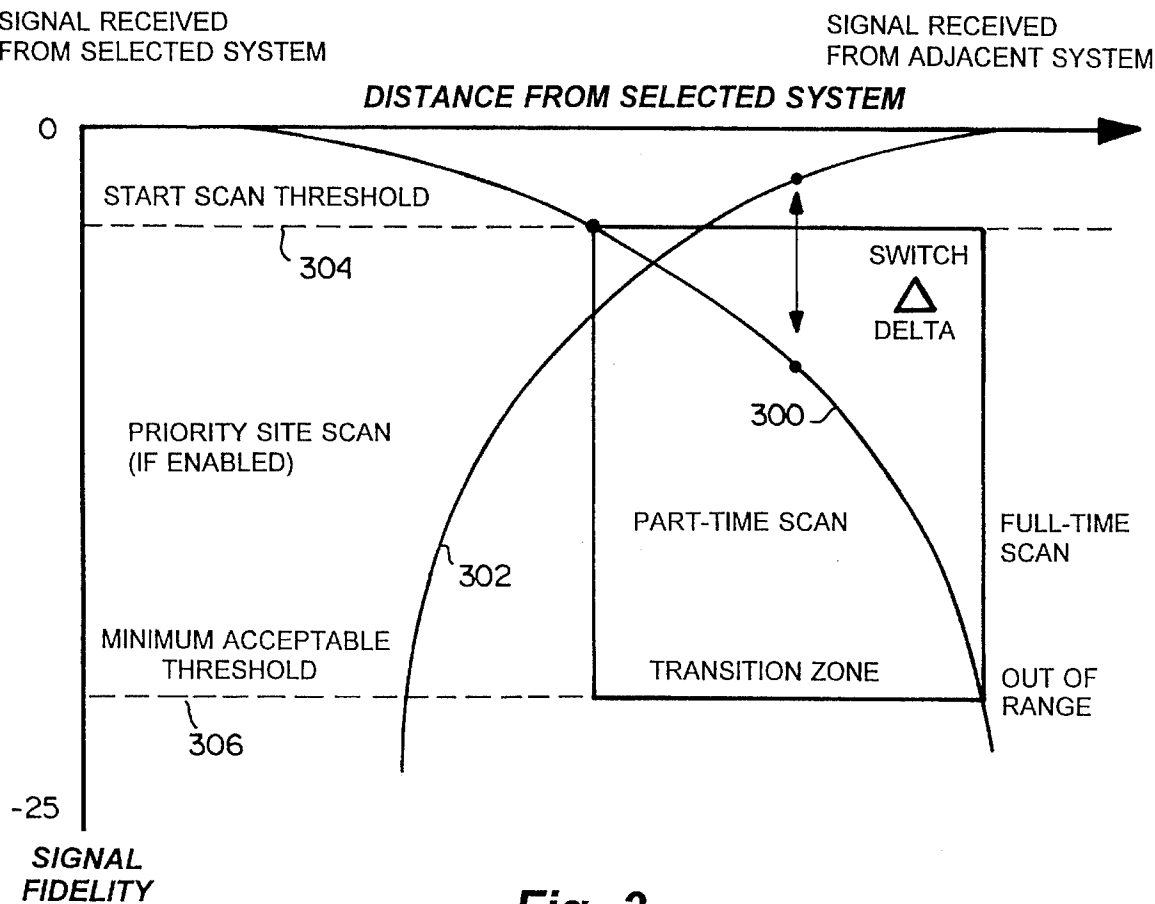 SIGNAL RECEIVED
FROM SELECTED SYSTEM
SIGNAL RECEIVED
FROM ADJACENT SYSTEM
DISTANCE FROM SELECTED SYSTEM
0
START SCAN THRESHOLD
304
SWITCH
Δ
DELTA
300
PRIORITY SITE SCAN
(IF ENABLED)
PART-TIME SCAN
FULL-TIME
SCAN
302
MINIMUM ACCEPTABLE
THRESHOLD
TRANSITION ZONE
OUT OF
RANGE
306
-25
SIGNAL
FIDELITY